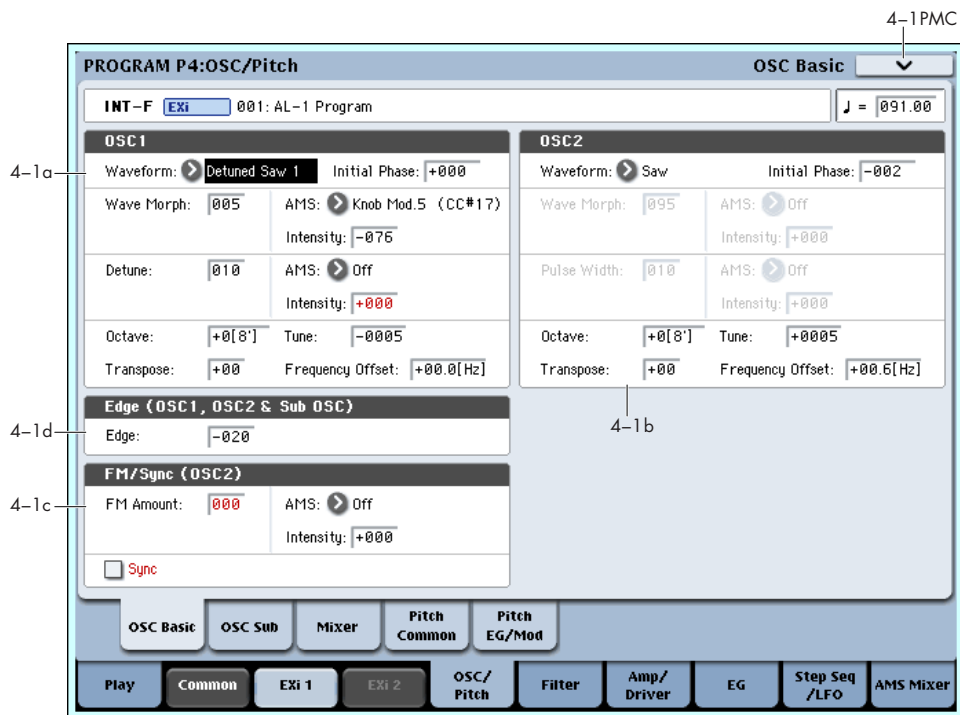 4-1PMC
PROGRAM P4:OSC/Pitch
OSC Basic
INT-F EXi 001: AL-1 Program
♩ = 091.00
OSC1
4-1a
Waveform: Detuned Saw 1 Initial Phase: +000
Wave Morph: 005 AMS: Knob Mod.5 (CC#17)
Intensity: -076
Detune: 010 AMS: Off
Intensity: +000
Octave: +0[8'] Tune: -0005
Transpose: +00 Frequency Offset: +00.0[Hz]
OSC2
Waveform: Saw Initial Phase: -002
Wave Morph: 095 AMS: Off
Intensity: +000
Pulse Width: 010 AMS: Off
Intensity: +000
Octave: +0[8'] Tune: +0005
Transpose: +00 Frequency Offset: +00.6[Hz]
4-1b
Edge (OSC1, OSC2 & Sub OSC)
4-1d
Edge: -020
FM/Sync (OSC2)
4-1c
FM Amount: 000 AMS: Off
Intensity: +000
Sync
OSC Basic
OSC Sub
Mixer
Pitch
Common
Pitch
EG/Mod
Play
Common
EXi 1
EXi 2
OSC/
Pitch
Filter
Amp/
Driver
EG
Step Seq
/LFO
AMS Mixer